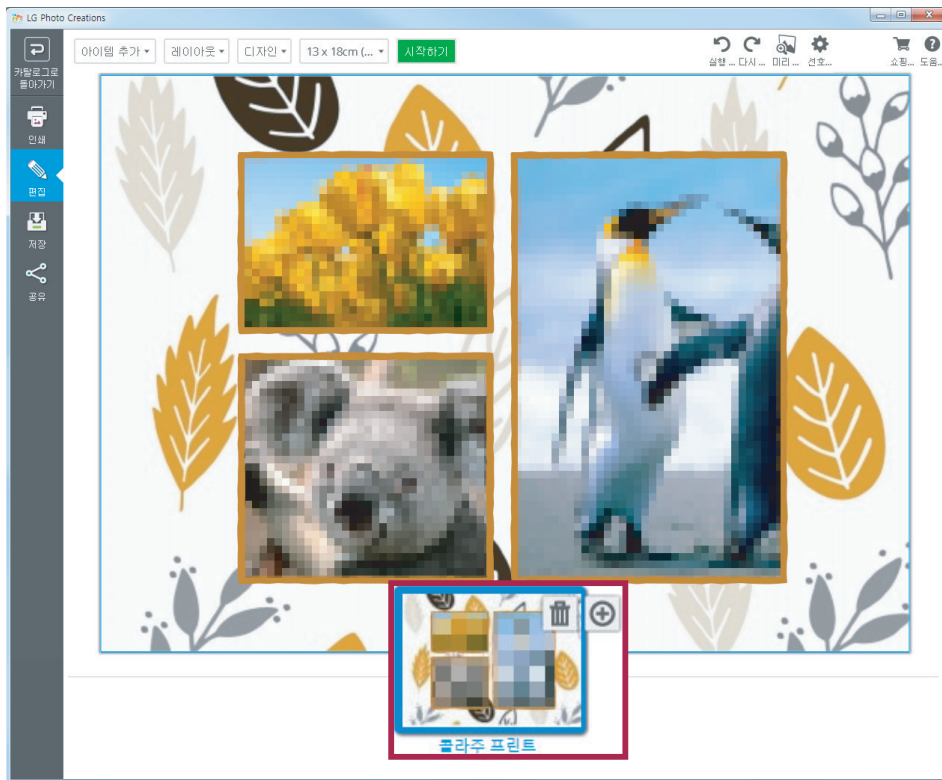 LG Photo Creations
카탈로그로
돌아가기
아이템 추가
레이아웃
디자인
13 x 18cm (...
시작하기
실행 ...
다시 ...
미리 ...
선호...
쇼핑...
도움...
인쇄
편집
저장
공유
콜라주 프린트